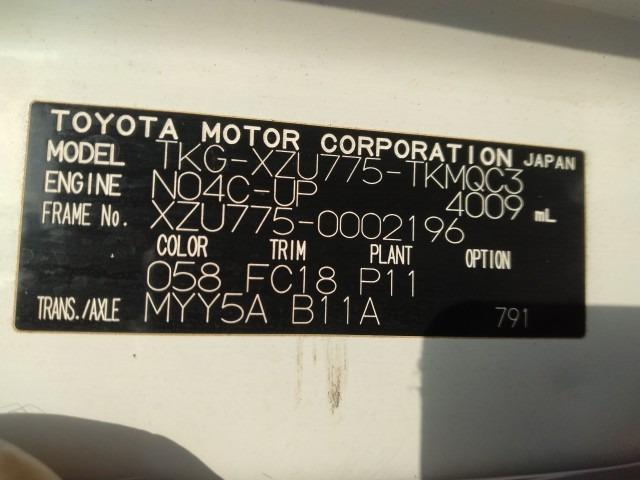 TOYOTA MOTOR CORPORATION JAPAN
MODEL TKG-XZU775-TKMQC3
ENGINE N04C-UP 4009 mL
FRAME No. XZU775-0002196
COLOR TRIM PLANT OPTION
058 FC18 P11
TRANS./AXLE MYY5A B11A 791